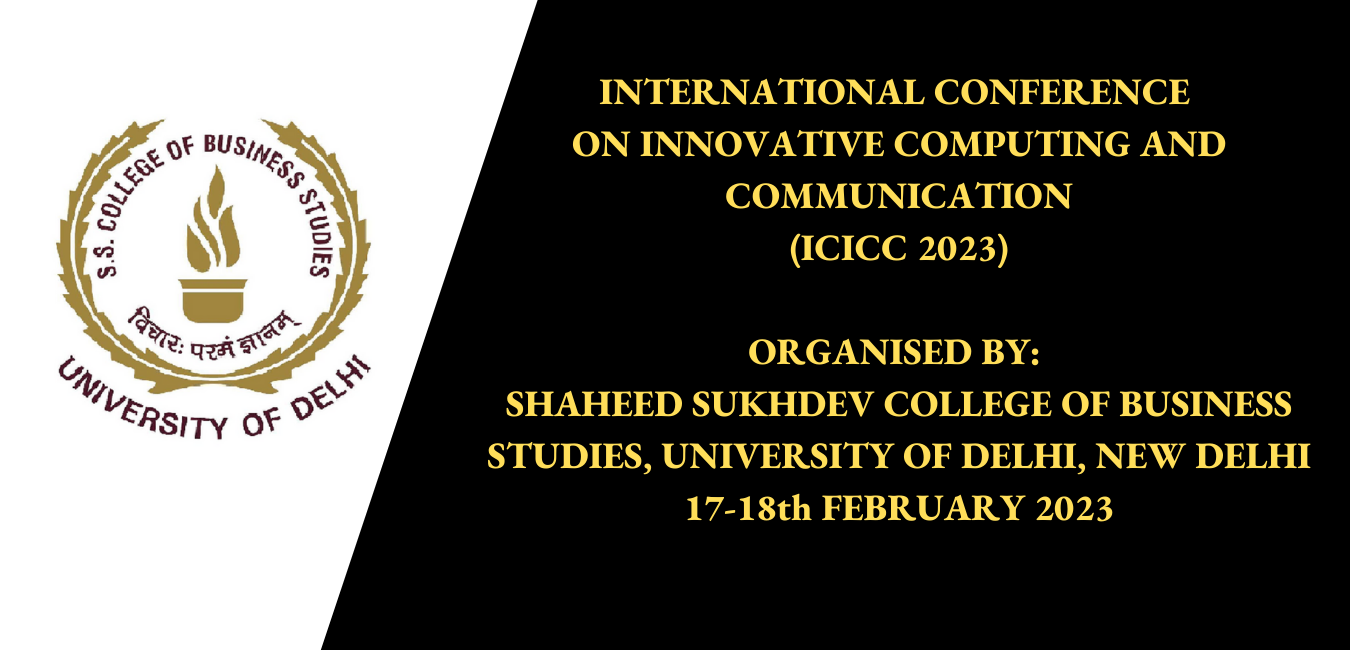 S.S. COLLEGE OF BUSINESS STUDIES
विचारः परमं ज्ञानम्
UNIVERSITY OF DELHI
INTERNATIONAL CONFERENCE
ON INNOVATIVE COMPUTING AND
COMMUNICATION
(ICICC 2023)
ORGANISED BY:
SHAHEED SUKHDEV COLLEGE OF BUSINESS
STUDIES, UNIVERSITY OF DELHI, NEW DELHI
17-18th FEBRUARY 2023